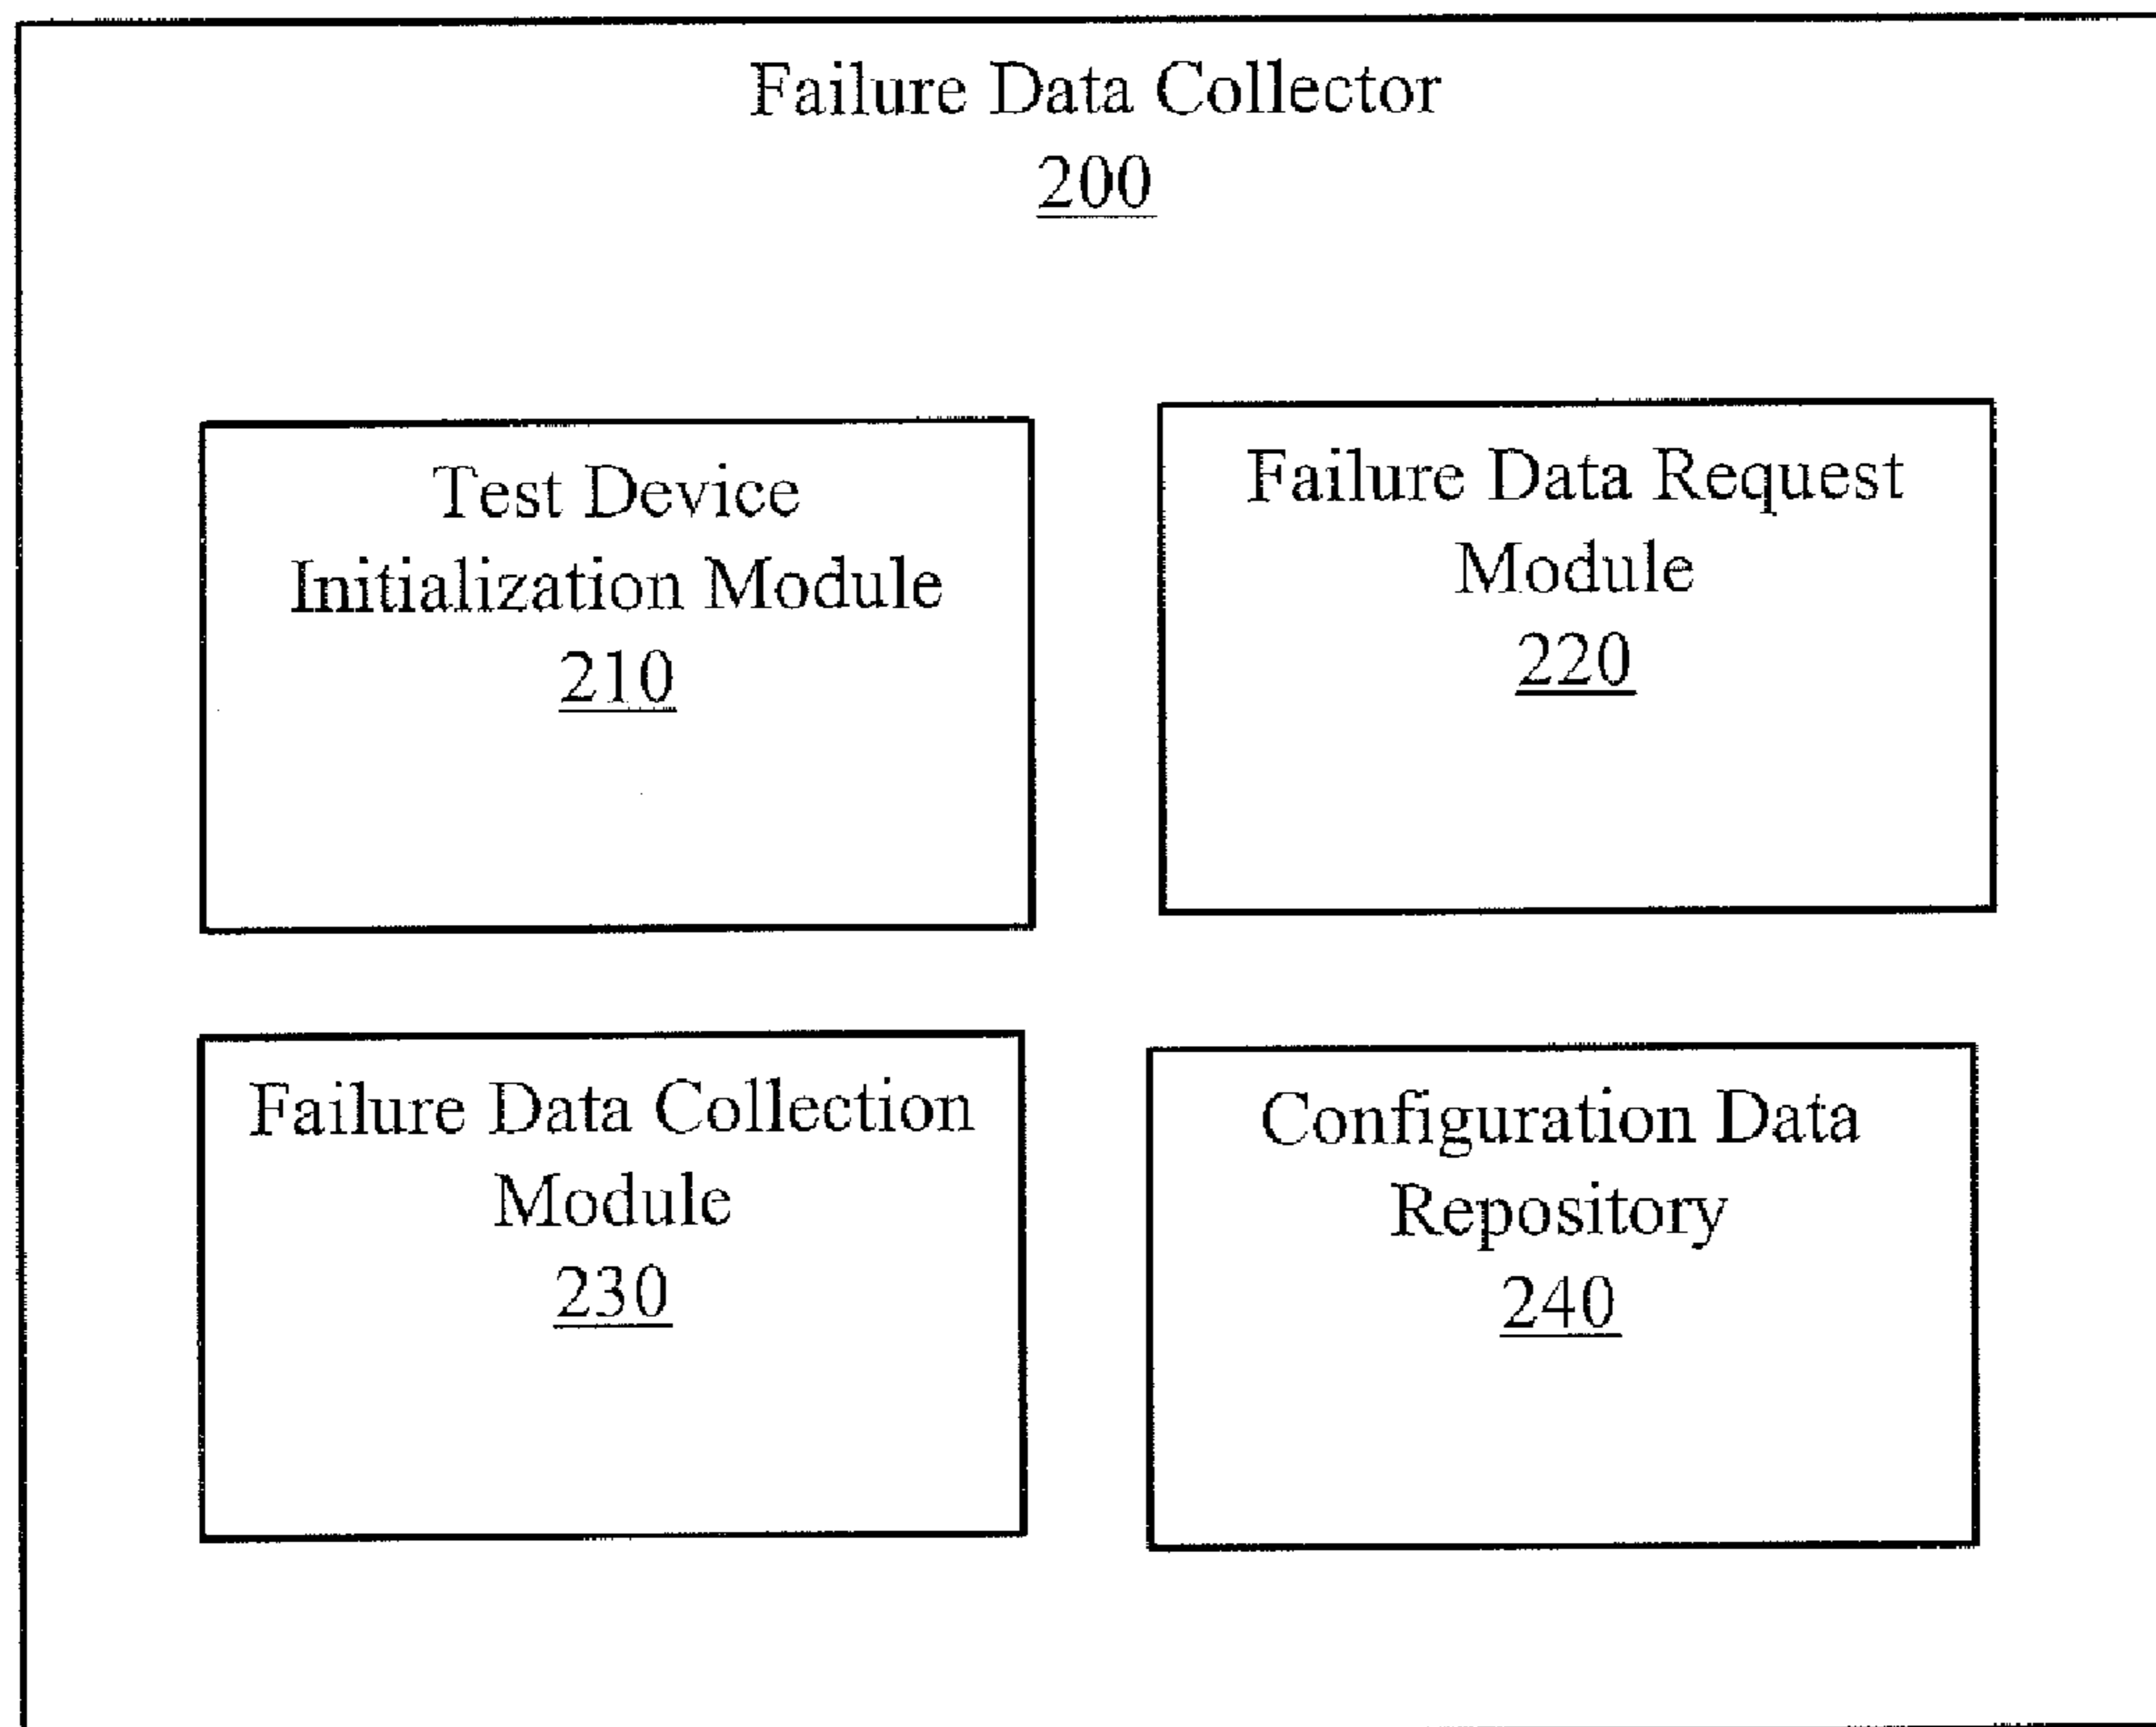 Failure Data Collector
200
Test Device
Initialization Module
210
Failure Data Request
Module
220
Failure Data Collection
Module
230
Configuration Data
Repository
240